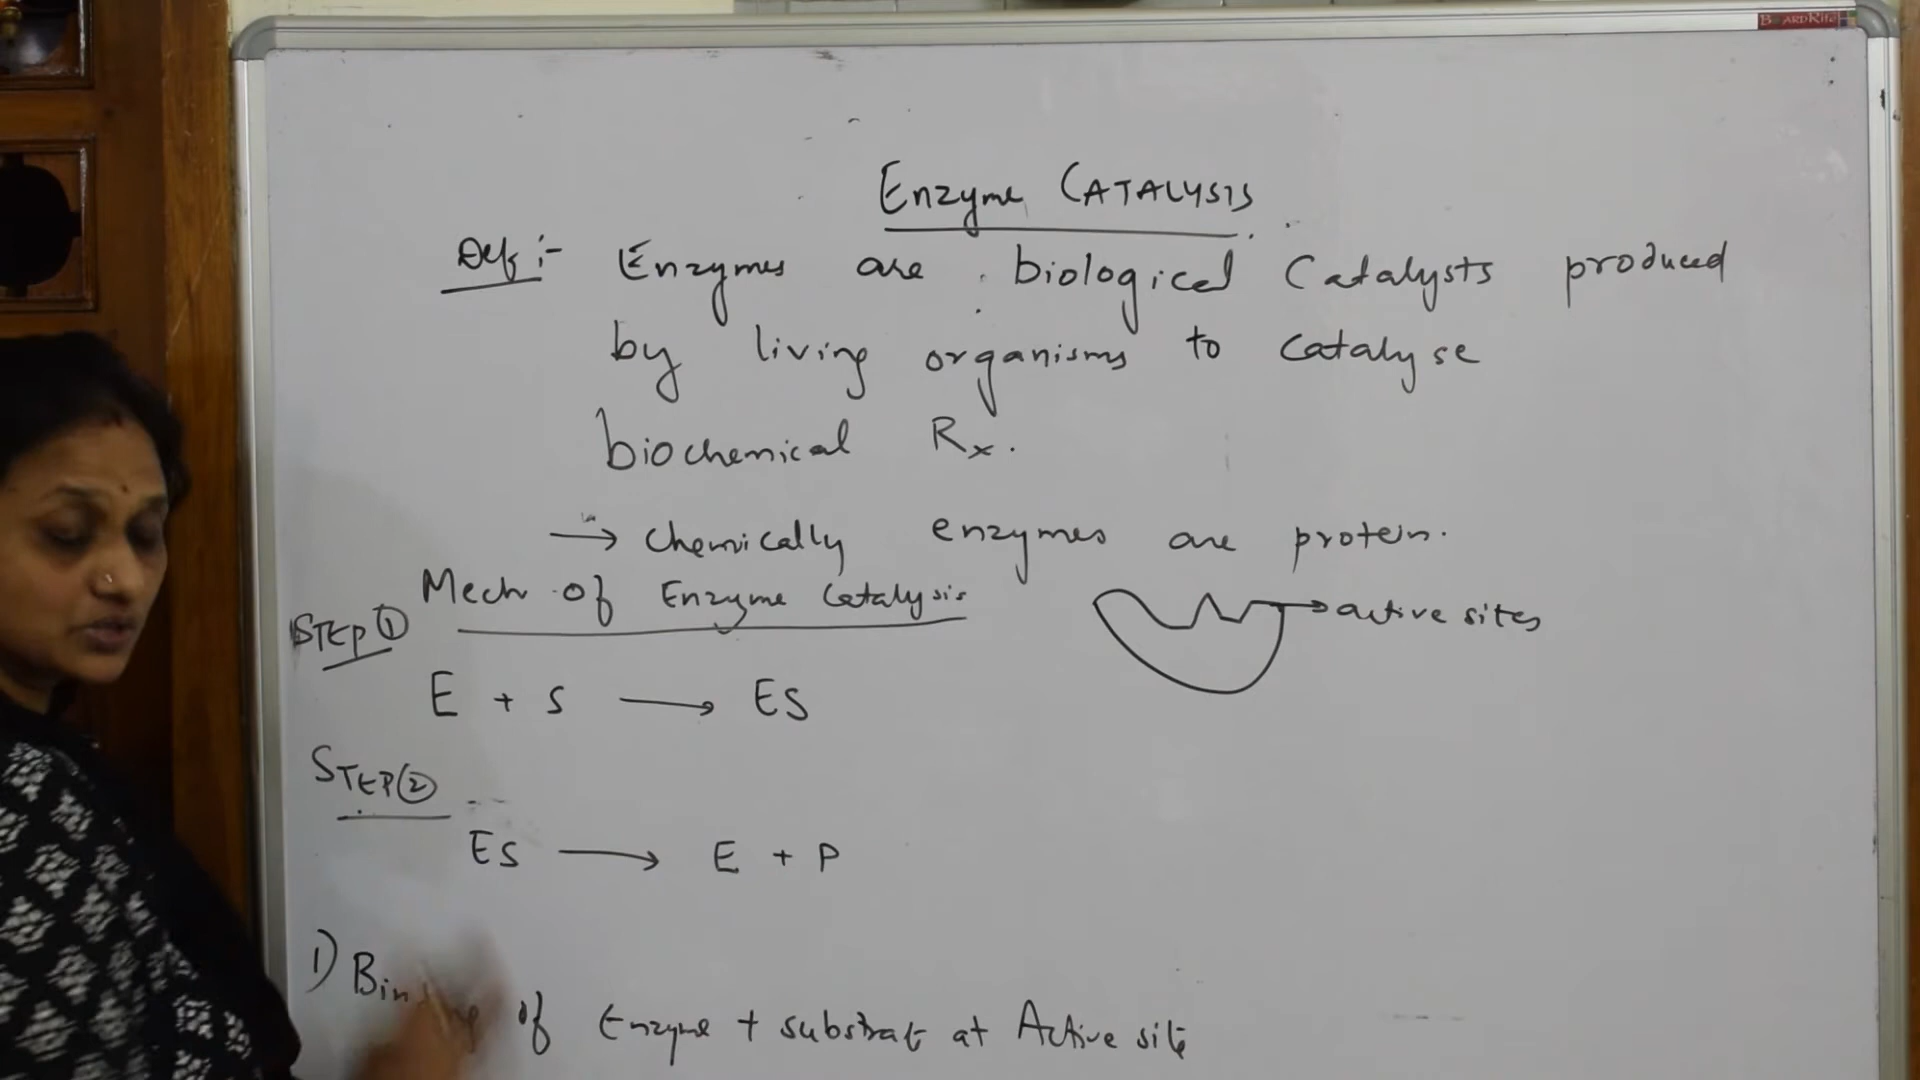 BOARDRITE
Enzyme CATALYSIS
Def :- Enzymes are biological Catalysts produced
by living organisms to catalyse
biochemical Rx.
→ chemically enzymes are protein.
Mech of Enzyme Catalysis
→ active sites
STEP ①
E + S ⟶ ES
STEP ②
ES ⟶ E + P
1) Binding of Enzyme + substrat at Active site